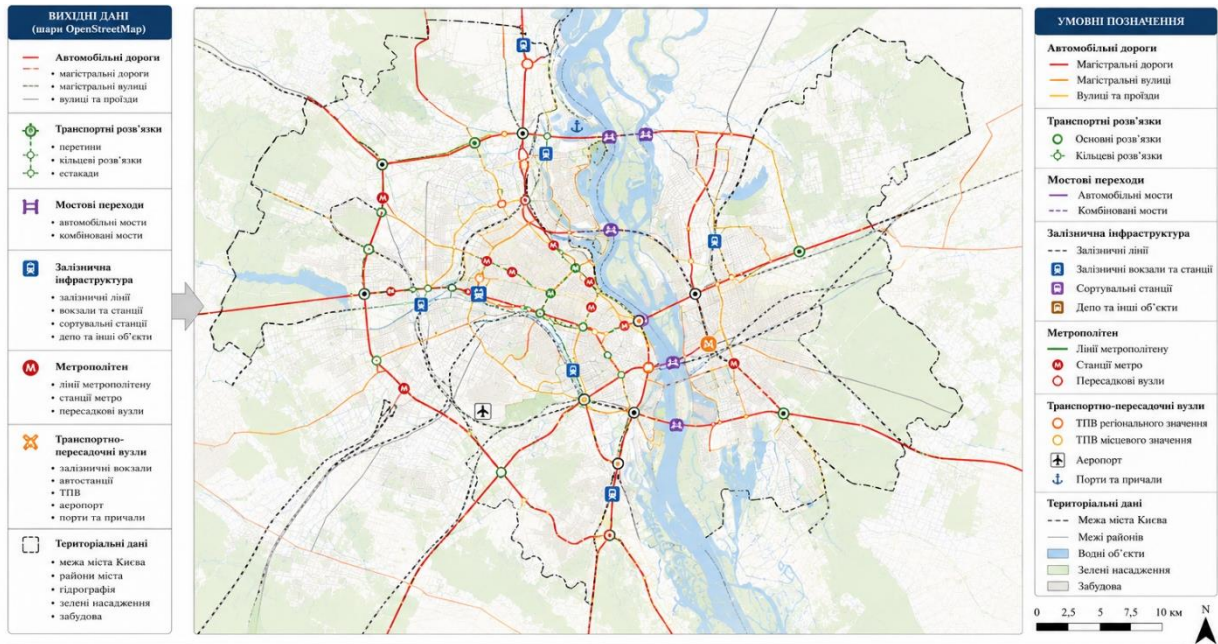 ВИХІДНІ ДАНІ
(шари OpenStreetMap)
Автомобільні дороги
• магістральні дороги
• магістральні вулиці
• вулиці та проїзди
Транспортні розв’язки
• перетини
• кільцеві розв’язки
• естакади
Мостові переходи
• автомобільні мости
• комбіновані мости
Залізнична
інфраструктура
• залізничні лінії
• вокзали та станції
• сортувальні станції
• депо та інші об’єкти
М
Метрополітен
• лінії метрополітену
• станції метро
• пересадкові вузли
Транспортно-
пересадочні вузли
• залізничні вокзали
• автостанції
• ТПВ
• аеропорт
• порти та причали
Територіальні дані
• межа міста Києва
• райони міста
• гідрографія
• зелені насадження
• забудова
М
М
М
М
М
М
М
М
М
М
М
М
М
УМОВНІ ПОЗНАЧЕННЯ
Автомобільні дороги
Магістральні дороги
Магістральні вулиці
Вулиці та проїзди
Транспортні розв’язки
Основні розв’язки
Кільцеві розв’язки
Мостові переходи
Автомобільні мости
Комбіновані мости
Залізнична інфраструктура
Залізничні лінії
Залізничні вокзали та станції
Сортувальні станції
Депо та інші об’єкти
Метрополітен
Лінії метрополітену
М Станції метро
Пересадкові вузли
Транспортно-пересадочні вузли
ТПВ регіонального значення
ТПВ місцевого значення
Аеропорт
Порти та причали
Територіальні дані
Межа міста Києва
Межі районів
Водні об’єкти
Зелені насадження
Забудова
0 2,5 5 7,5 10 км
N